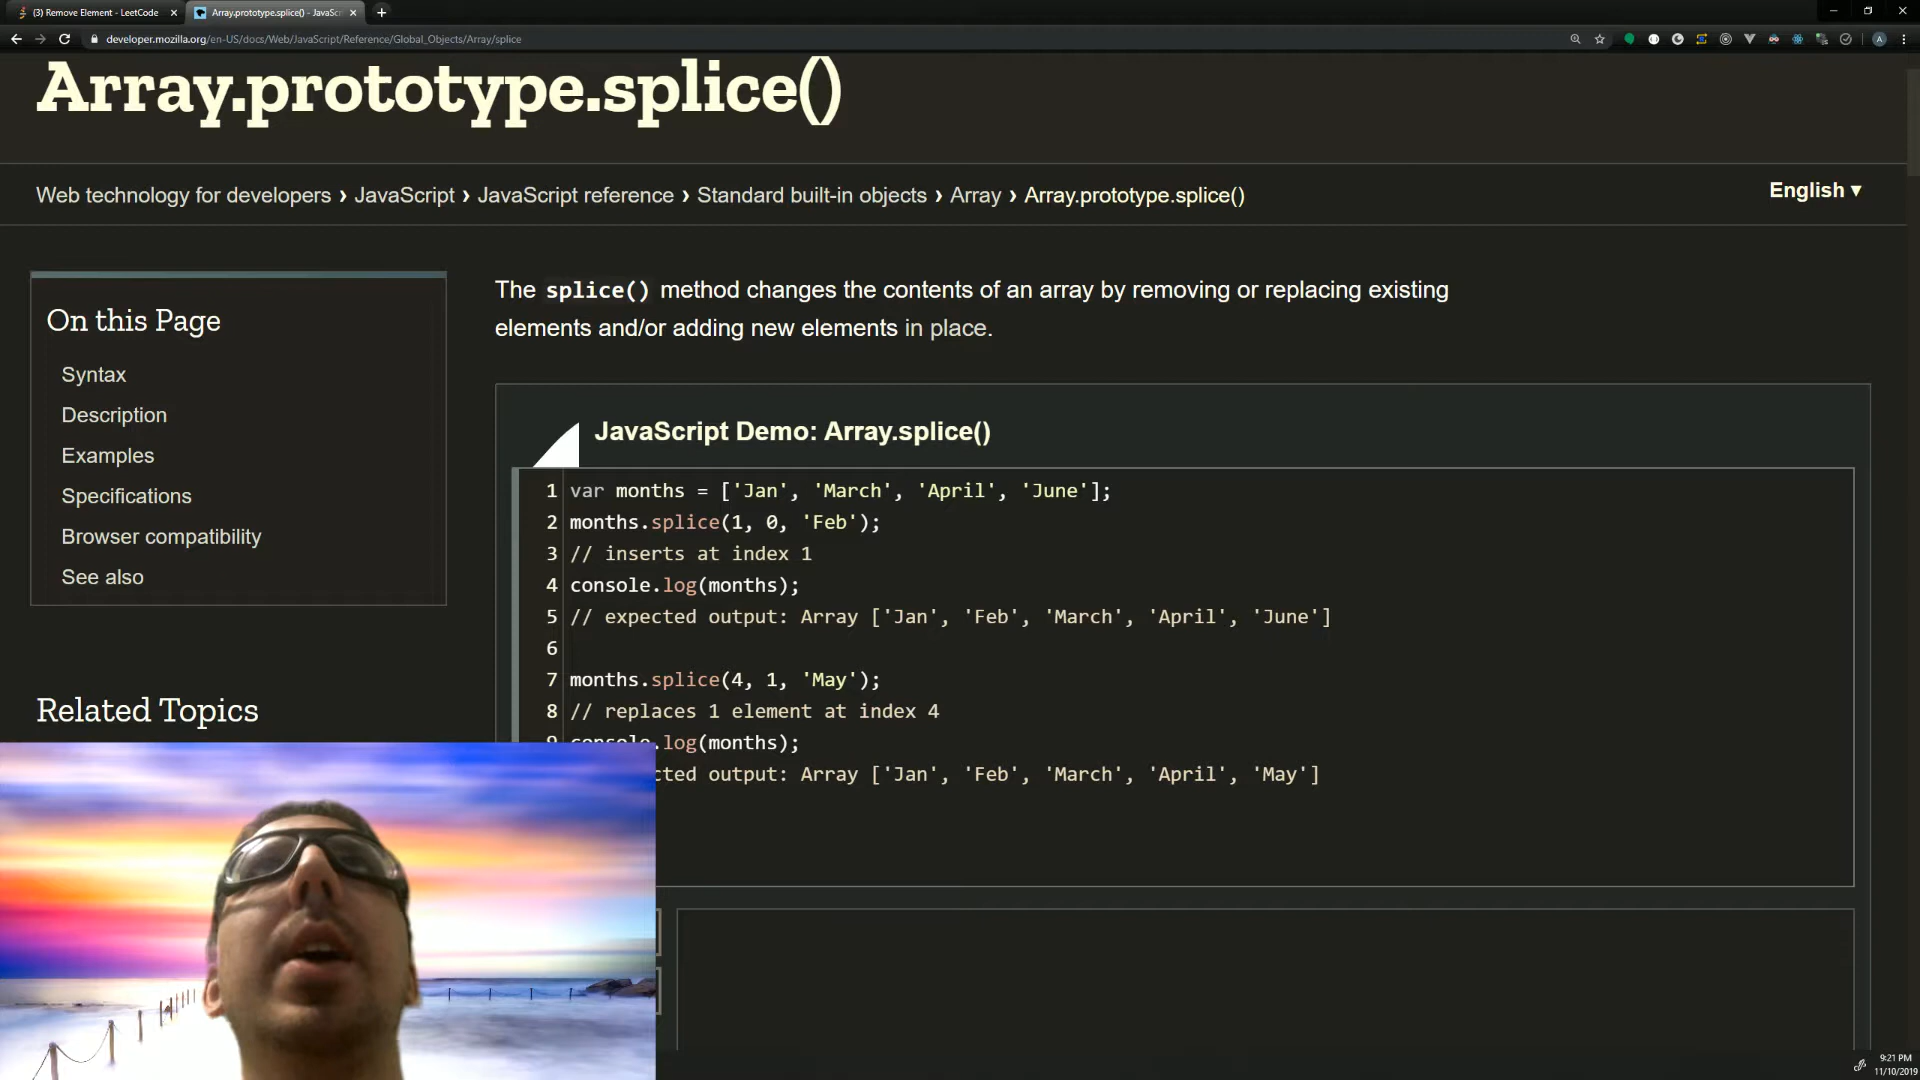 (3) Remove Element - LeetCode
Array.prototype.splice() - JavaSc
developer.mozilla.org/en-US/docs/Web/JavaScript/Reference/Global_Objects/Array/splice
Array.prototype.splice()
Web technology for developers › JavaScript › JavaScript reference › Standard built-in objects › Array › Array.prototype.splice()
English ▼
On this Page
Syntax
Description
Examples
Specifications
Browser compatibility
See also
Related Topics
The splice() method changes the contents of an array by removing or replacing existing
elements and/or adding new elements in place.
JavaScript Demo: Array.splice()
1 var months = ['Jan', 'March', 'April', 'June'];
2 months.splice(1, 0, 'Feb');
3 // inserts at index 1
4 console.log(months);
5 // expected output: Array ['Jan', 'Feb', 'March', 'April', 'June']
6
7 months.splice(4, 1, 'May');
8 // replaces 1 element at index 4
9 console.log(months);
cted output: Array ['Jan', 'Feb', 'March', 'April', 'May']
9:21 PM
11/10/2019